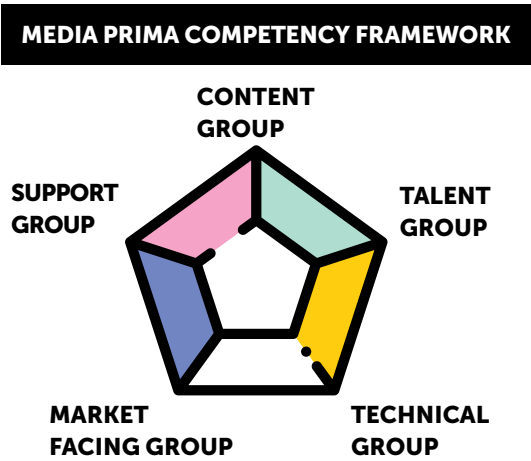 MEDIA PRIMA COMPETENCY FRAMEWORK
CONTENT
GROUP
SUPPORT
GROUP
TALENT
GROUP
MARKET
FACING GROUP
TECHNICAL
GROUP